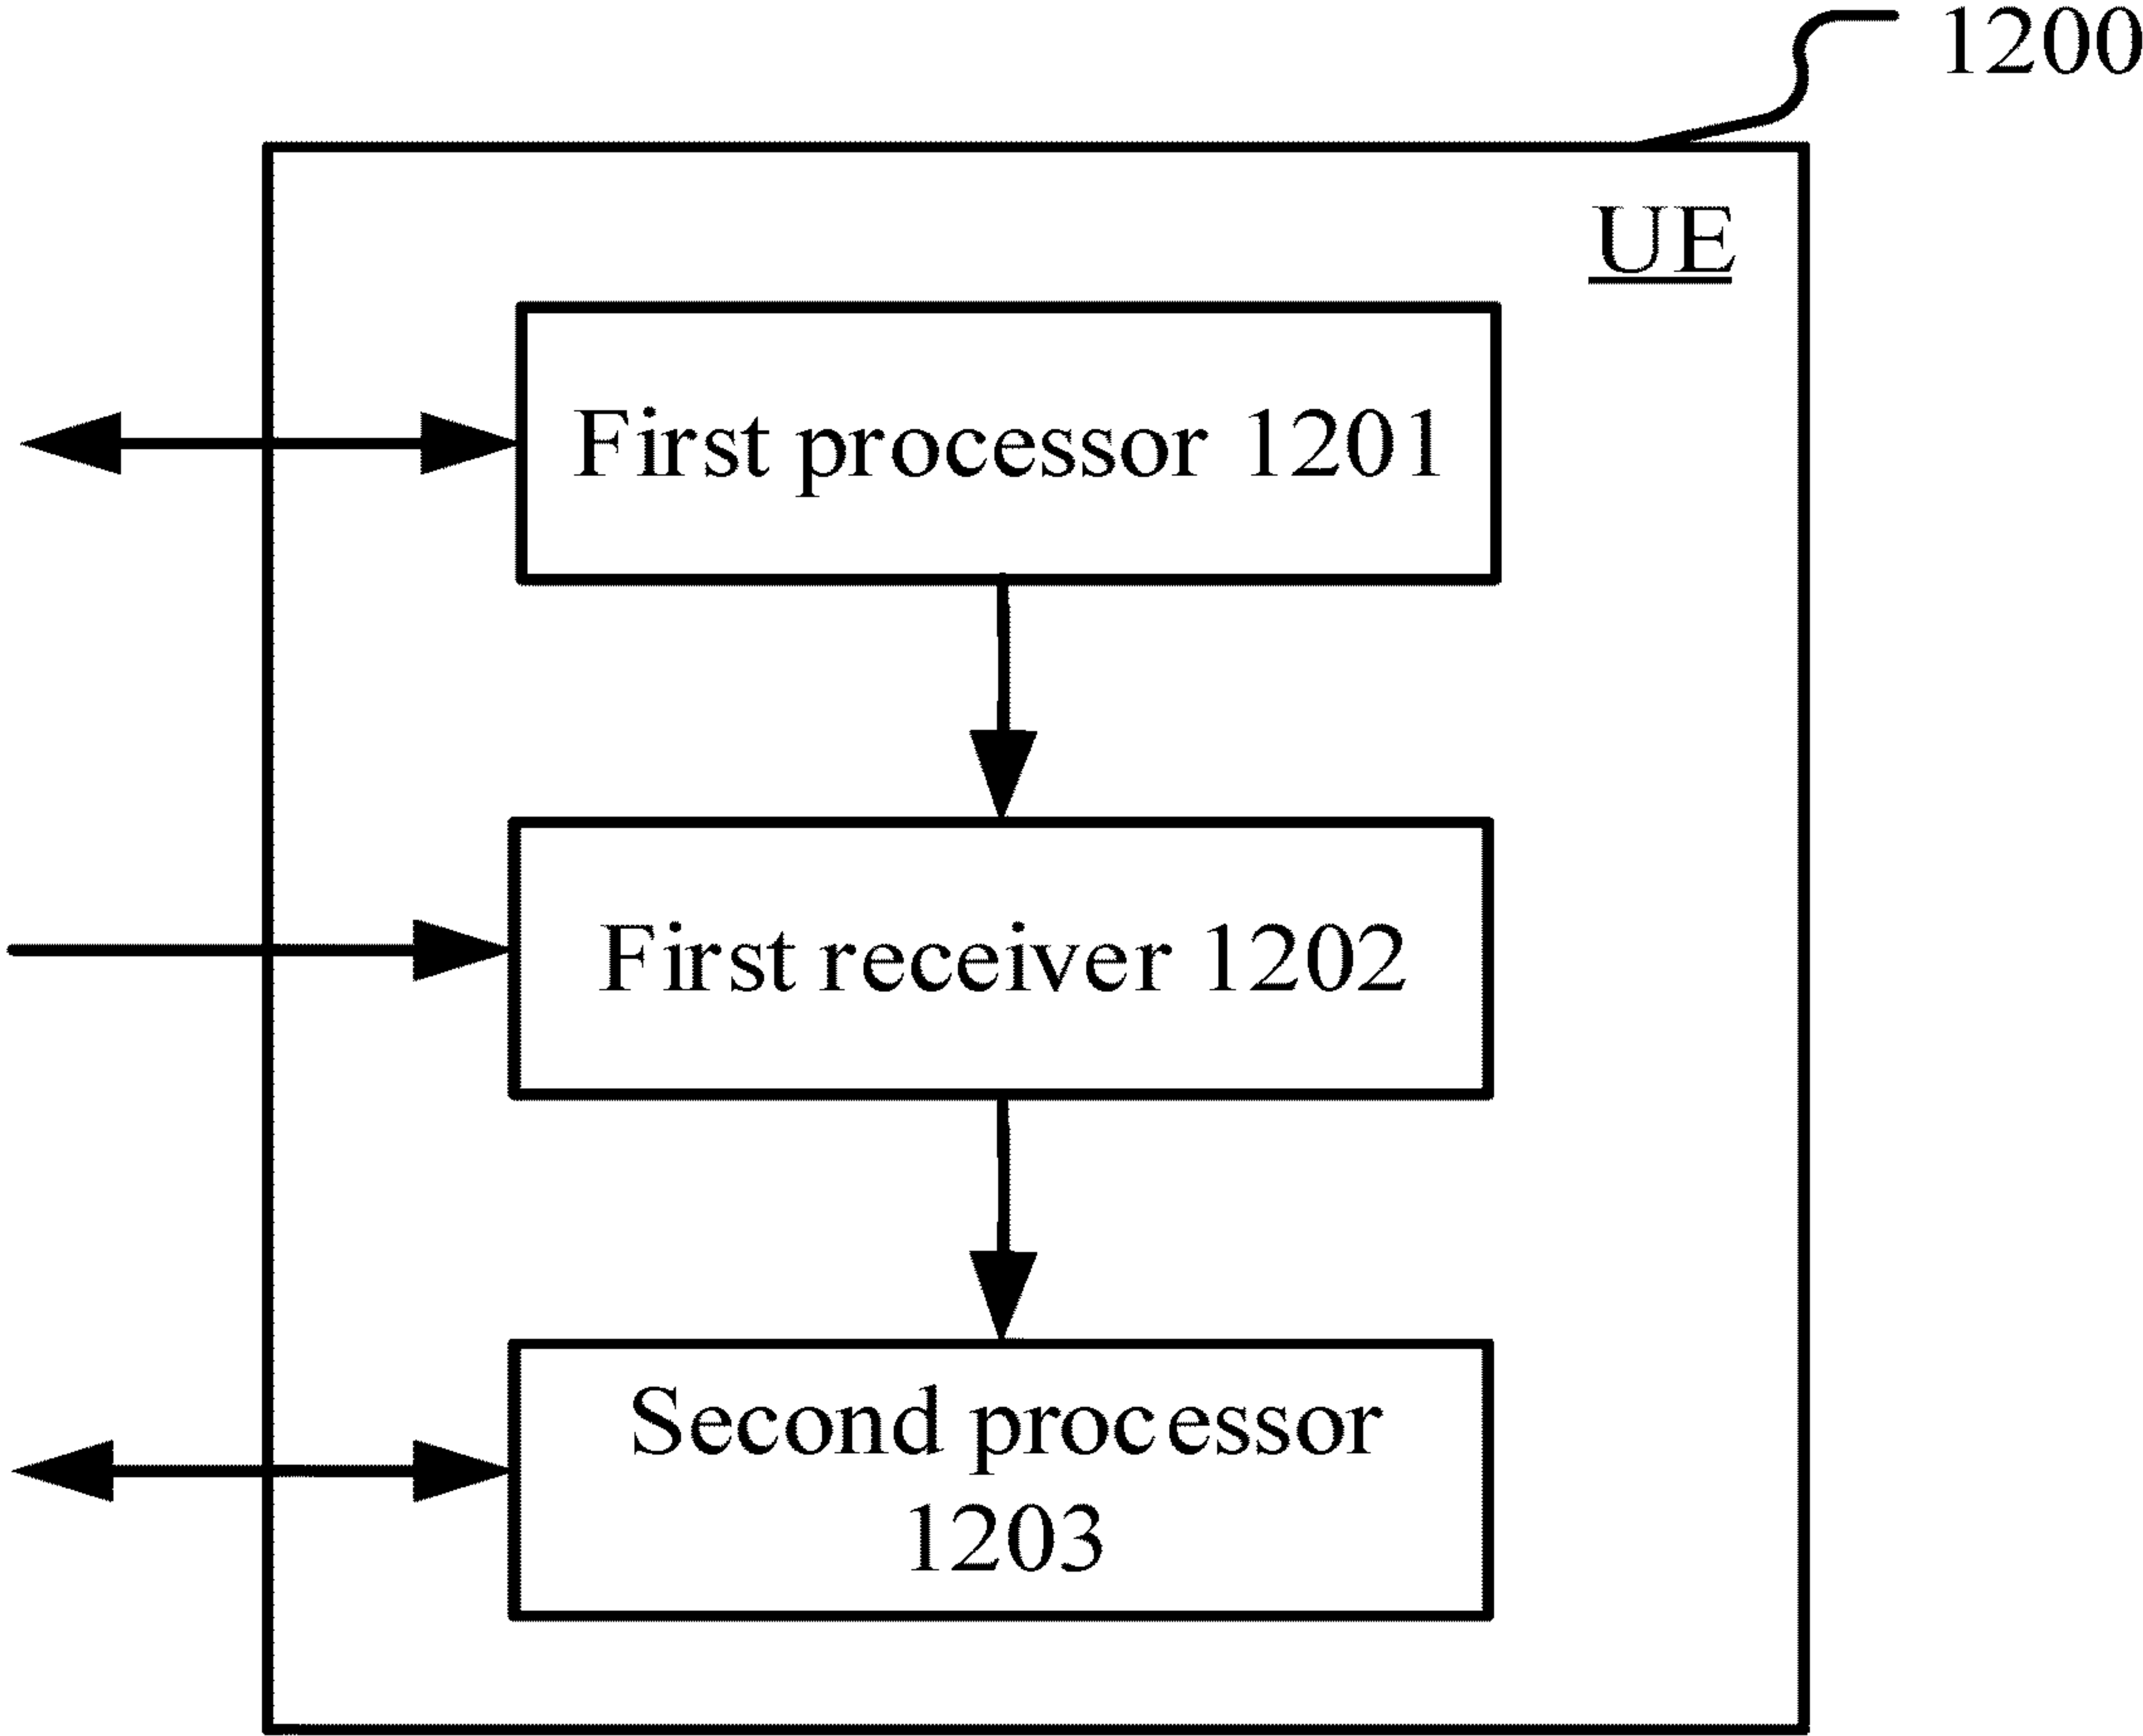 1200
UE
First processor 1201
First receiver 1202
Second processor
1203